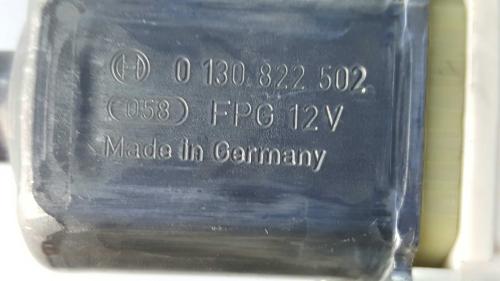 0 130 822 502
058 FPG 12V
Made in Germany